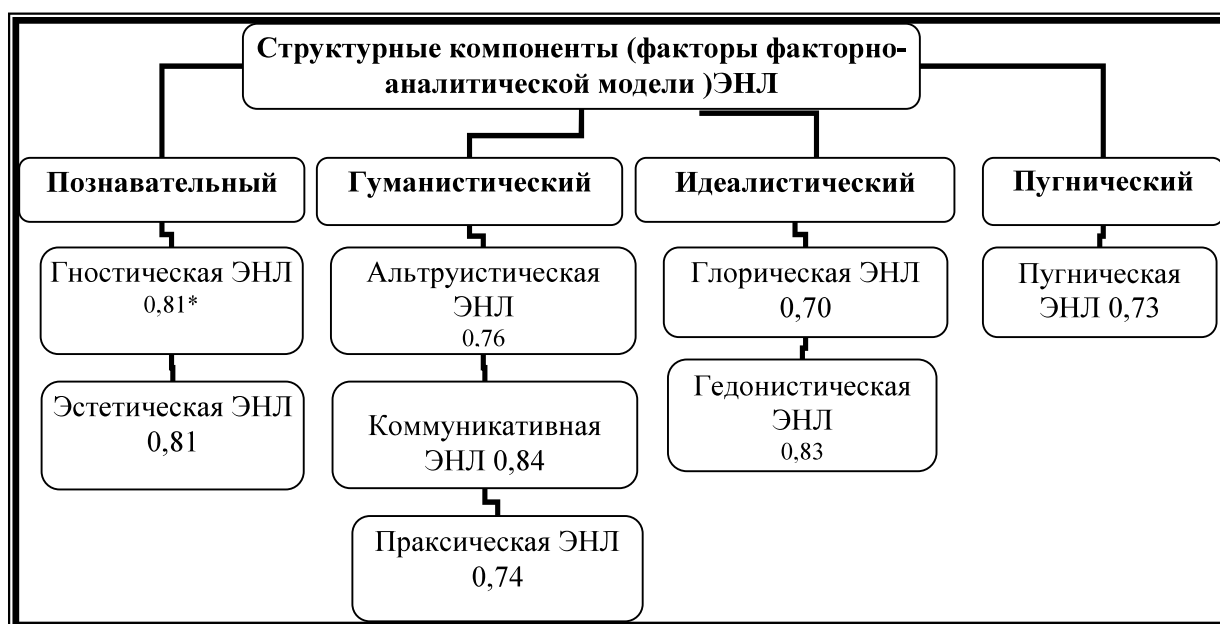 Структурные компоненты (факторы факторно-
аналитической модели )ЭНЛ
Познавательный
Гуманистический
Идеалистический
Пугнический
Гностическая ЭНЛ
0,81*
Эстетическая ЭНЛ
0,81
Альтруистическая
ЭНЛ
0,76
Коммуникативная
ЭНЛ 0,84
Праксическая ЭНЛ
0,74
Глорическая ЭНЛ
0,70
Гедонистическая
ЭНЛ
0,83
Пугническая
ЭНЛ 0,73